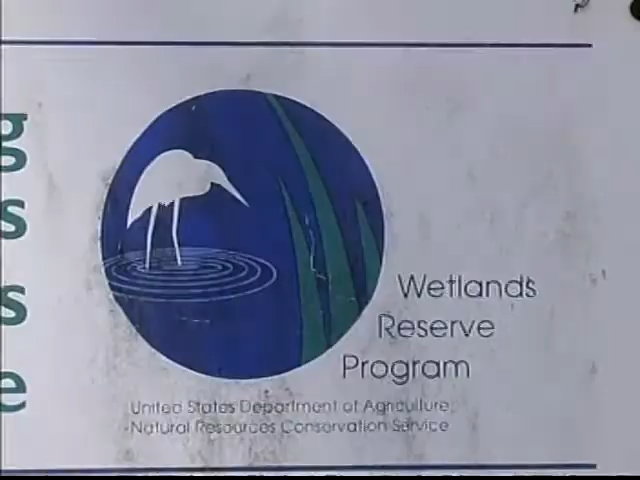 g
s
s
e
Wetlands
Reserve
Program
United States Department of Agriculture
Natural Resources Conservation Service